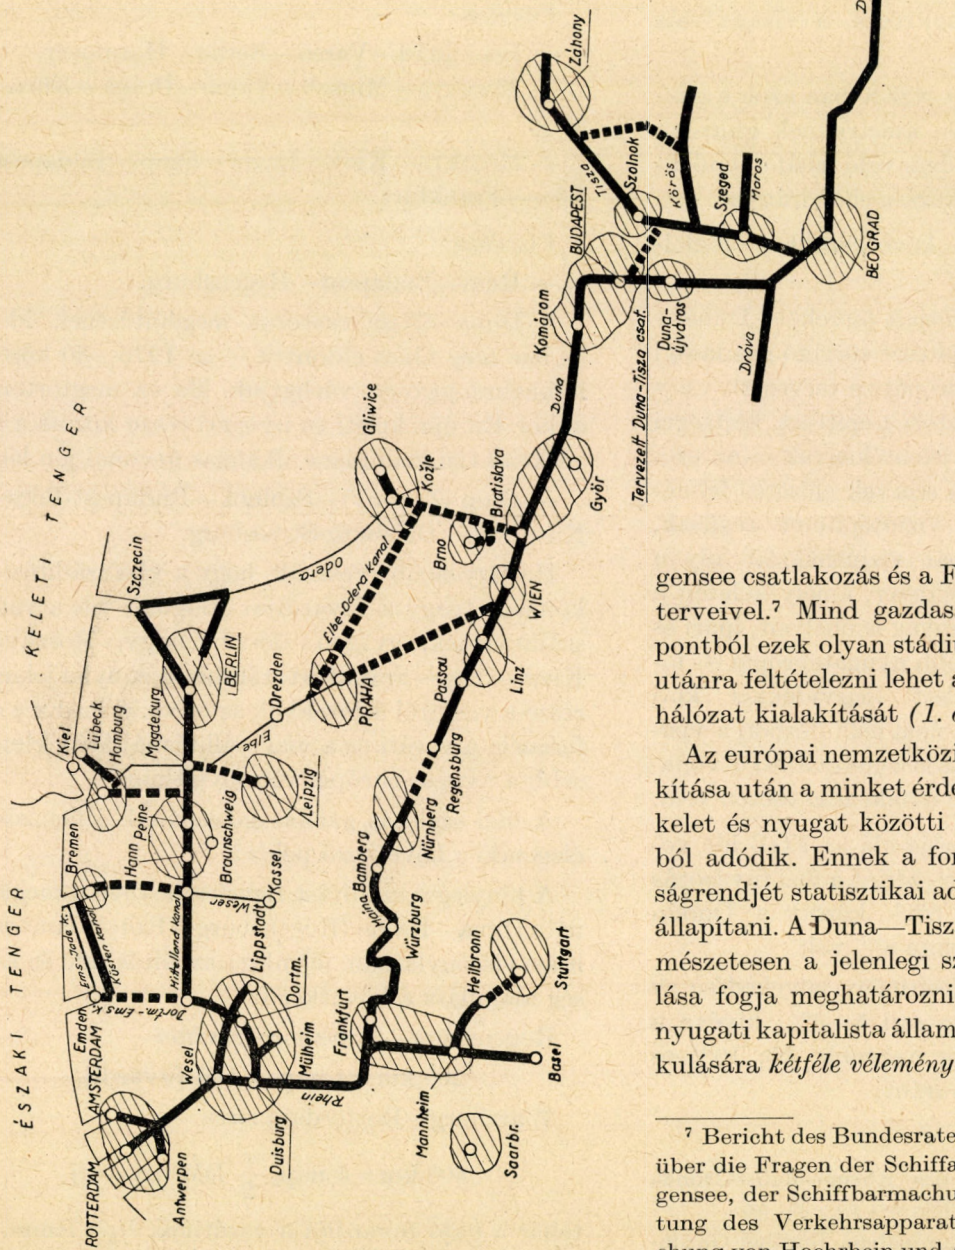 ÉSZAKI TENGER
KELETI TENGER
ROTTERDAM
AMSTERDAM
Antwerpen
Emden
Ems-Jade k.
Küsten kanal
Dortm-Ems k.
Bremen
Kiel
Lübeck
Hamburg
Mittelland kanal
Hann
Peine
Braunschweig
Magdeburg
BERLIN
Szczecin
Odera
Wesel
Lippstadt
Dortm.
Duisburg
Mülheim
Rhein
Weser
Kassel
Leipzig
Elbe
Drezden
PRAHA
Elbe-Odera Kanal
Gliwice
Koźle
Brno
Bratislava
Frankfurt
Mannheim
Saarbr.
Heilbronn
Stuttgart
Basel
Würzburg
Bamberg
Nürnberg
Regensburg
Passau
Linz
WIEN
Győr
Duna
Komárom
BUDAPEST
Tervezett Duna-Tisza csat.
Duna-
újváros
Dráva
Tisza
Szolnok
Záhony
Körös
Szeged
Maros
BEOGRAD
D
gensee csatlakozás és a F
terveivel.⁷ Mind gazdas
pontból ezek olyan stádi
utánra feltételezni lehet a
hálózat kialakítását (1.
Az európai nemzetközi
kítása után a minket érde
kelet és nyugat közötti
ból adódik. Ennek a for
ságrendjét statisztikai ad
állapítani. A Duna—Tisz
mészetesen a jelenlegi sz
lása fogja meghatározni
nyugati kapitalista állam
kulására kétféle vélemény
⁷ Bericht des Bundesrate
über die Fragen der Schiffa
gensee, der Schiffbarmachu
tung des Verkehrsapparat